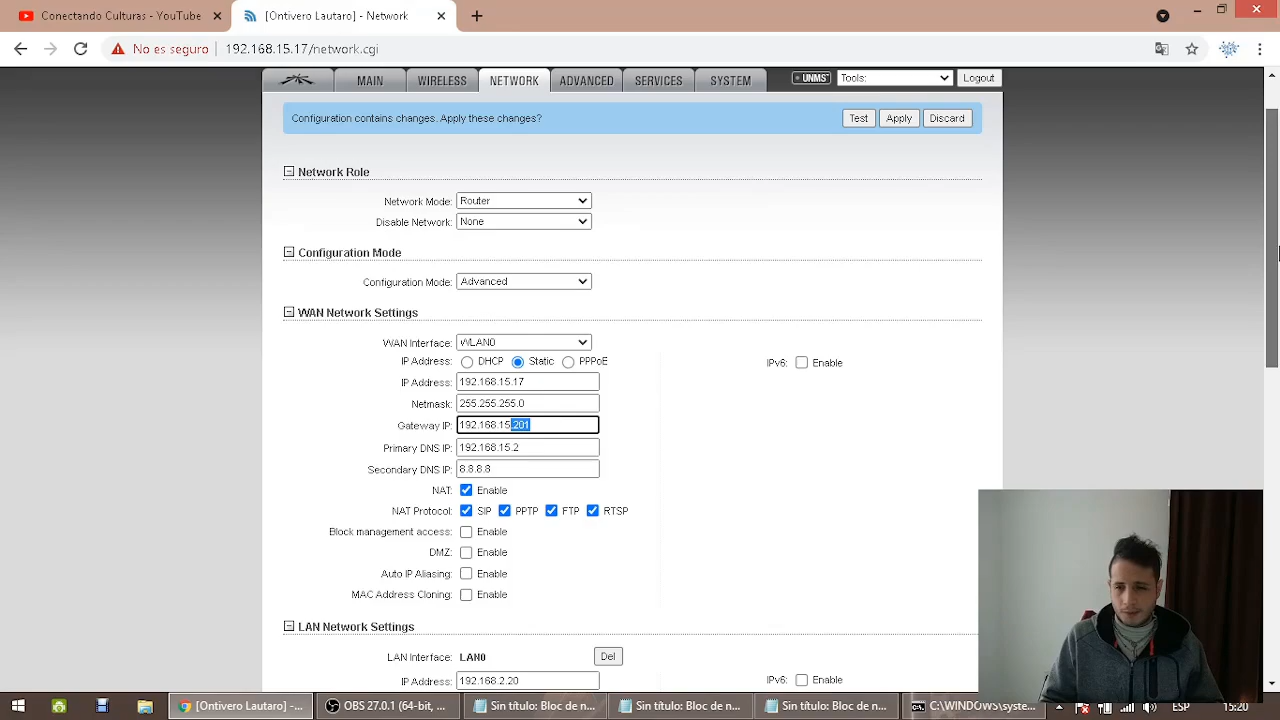 Conectando Culturas - YouTube
[Ontivero Lautaro] - Network
No es seguro 192.168.15.17/network.cgi
MAIN WIRELESS NETWORK ADVANCED SERVICES SYSTEM UNMS Tools: Logout
Configuration contains changes. Apply these changes? Test Apply Discard
Network Role
Network Mode: Router
Disable Network: None
Configuration Mode
Configuration Mode: Advanced
WAN Network Settings
WAN Interface: WLAN0
IP Address: DHCP Static PPPoE IPv6: Enable
IP Address: 192.168.15.17
Netmask: 255.255.255.0
Gateway IP: 192.168.15.201
Primary DNS IP: 192.168.15.2
Secondary DNS IP: 8.8.8.8
NAT: Enable
NAT Protocol: SIP PPTP FTP RTSP
Block management access: Enable
DMZ: Enable
Auto IP Aliasing: Enable
MAC Address Cloning: Enable
LAN Network Settings
LAN Interface: LAN0 Del
IP Address: 192.168.2.20 IPv6: Enable
[Ontivero Lautaro] -... OBS 27.0.1 (64-bit, ... Sin título: Bloc de n... Sin título: Bloc de n... Sin título: Bloc de n... C:\WINDOWS\system...